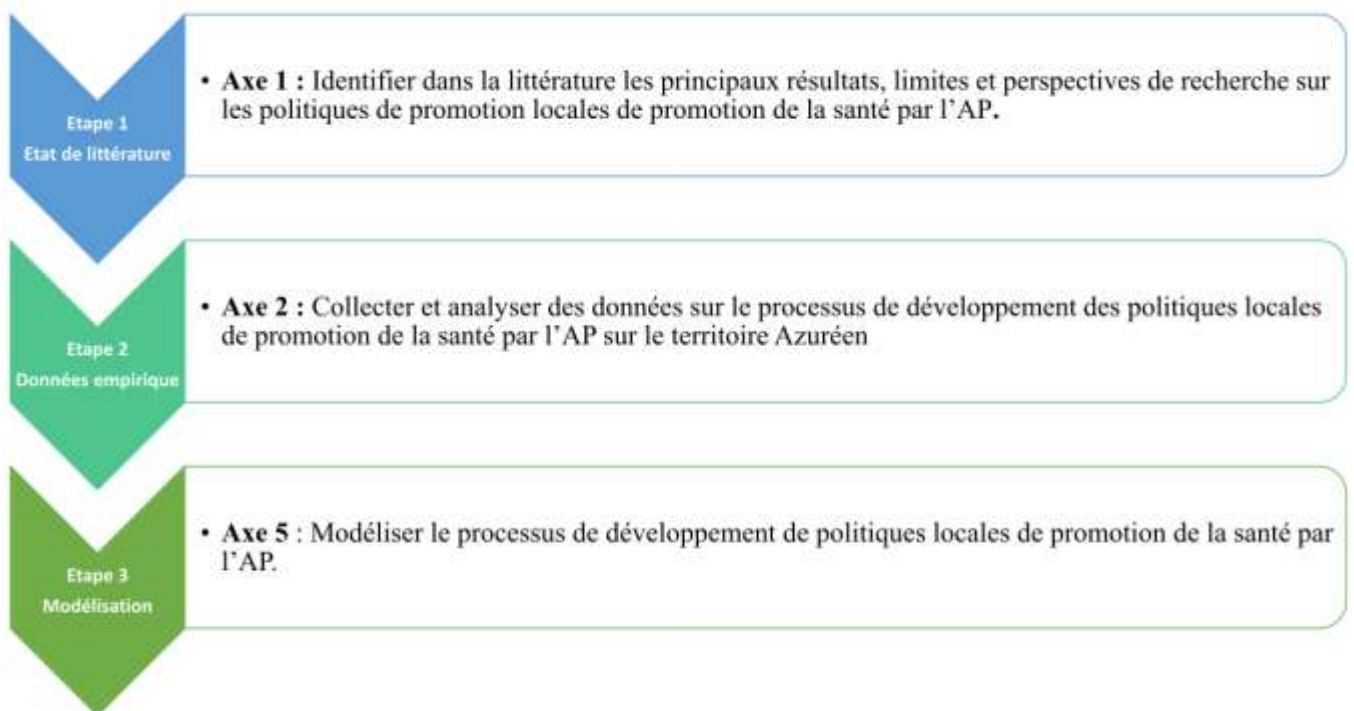 Etape 1
Etat de littérature
• Axe 1 : Identifier dans la littérature les principaux résultats, limites et perspectives de recherche sur
les politiques de promotion locales de promotion de la santé par l’AP.
Etape 2
Données empirique
• Axe 2 : Collecter et analyser des données sur le processus de développement des politiques locales
de promotion de la santé par l’AP sur le territoire Azuréen
Etape 3
Modélisation
• Axe 5 : Modéliser le processus de développement de politiques locales de promotion de la santé par
l’AP.